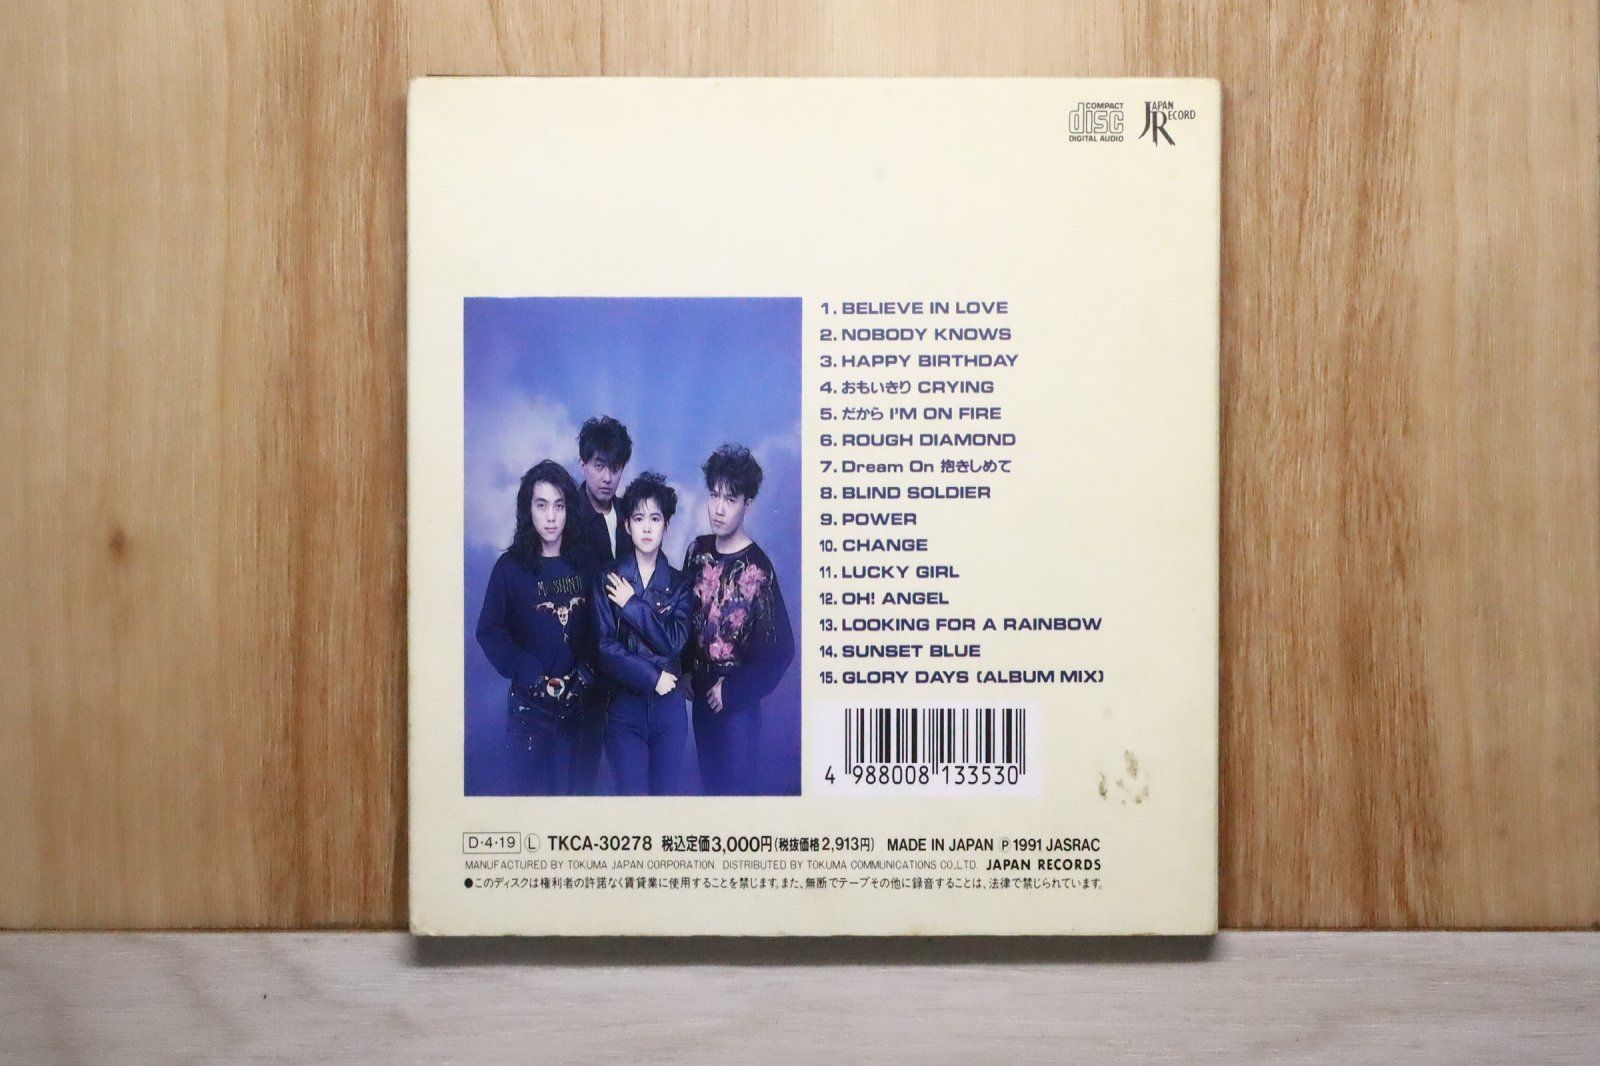 COMPACT
disc
DIGITAL AUDIO
JAPAN
RECORD
1. BELIEVE IN LOVE
2. NOBODY KNOWS
3. HAPPY BIRTHDAY
4. おもいきり CRYING
5. だから I'M ON FIRE
6. ROUGH DIAMOND
7. Dream On 抱きしめて
8. BLIND SOLDIER
9. POWER
10. CHANGE
11. LUCKY GIRL
12. OH! ANGEL
13. LOOKING FOR A RAINBOW
14. SUNSET BLUE
15. GLORY DAYS (ALBUM MIX)
4 988008 133530
D・4・19 Ⓛ TKCA-30278 税込定価3,000円(税抜価格2,913円) MADE IN JAPAN Ⓟ 1991 JASRAC
MANUFACTURED BY TOKUMA JAPAN CORPORATION. DISTRIBUTED BY TOKUMA COMMUNICATIONS CO., LTD. JAPAN RECORDS
●このディスクは権利者の許諾なく賃貸業に使用することを禁じます。また、無断でテープその他に録音することは、法律で禁じられています。